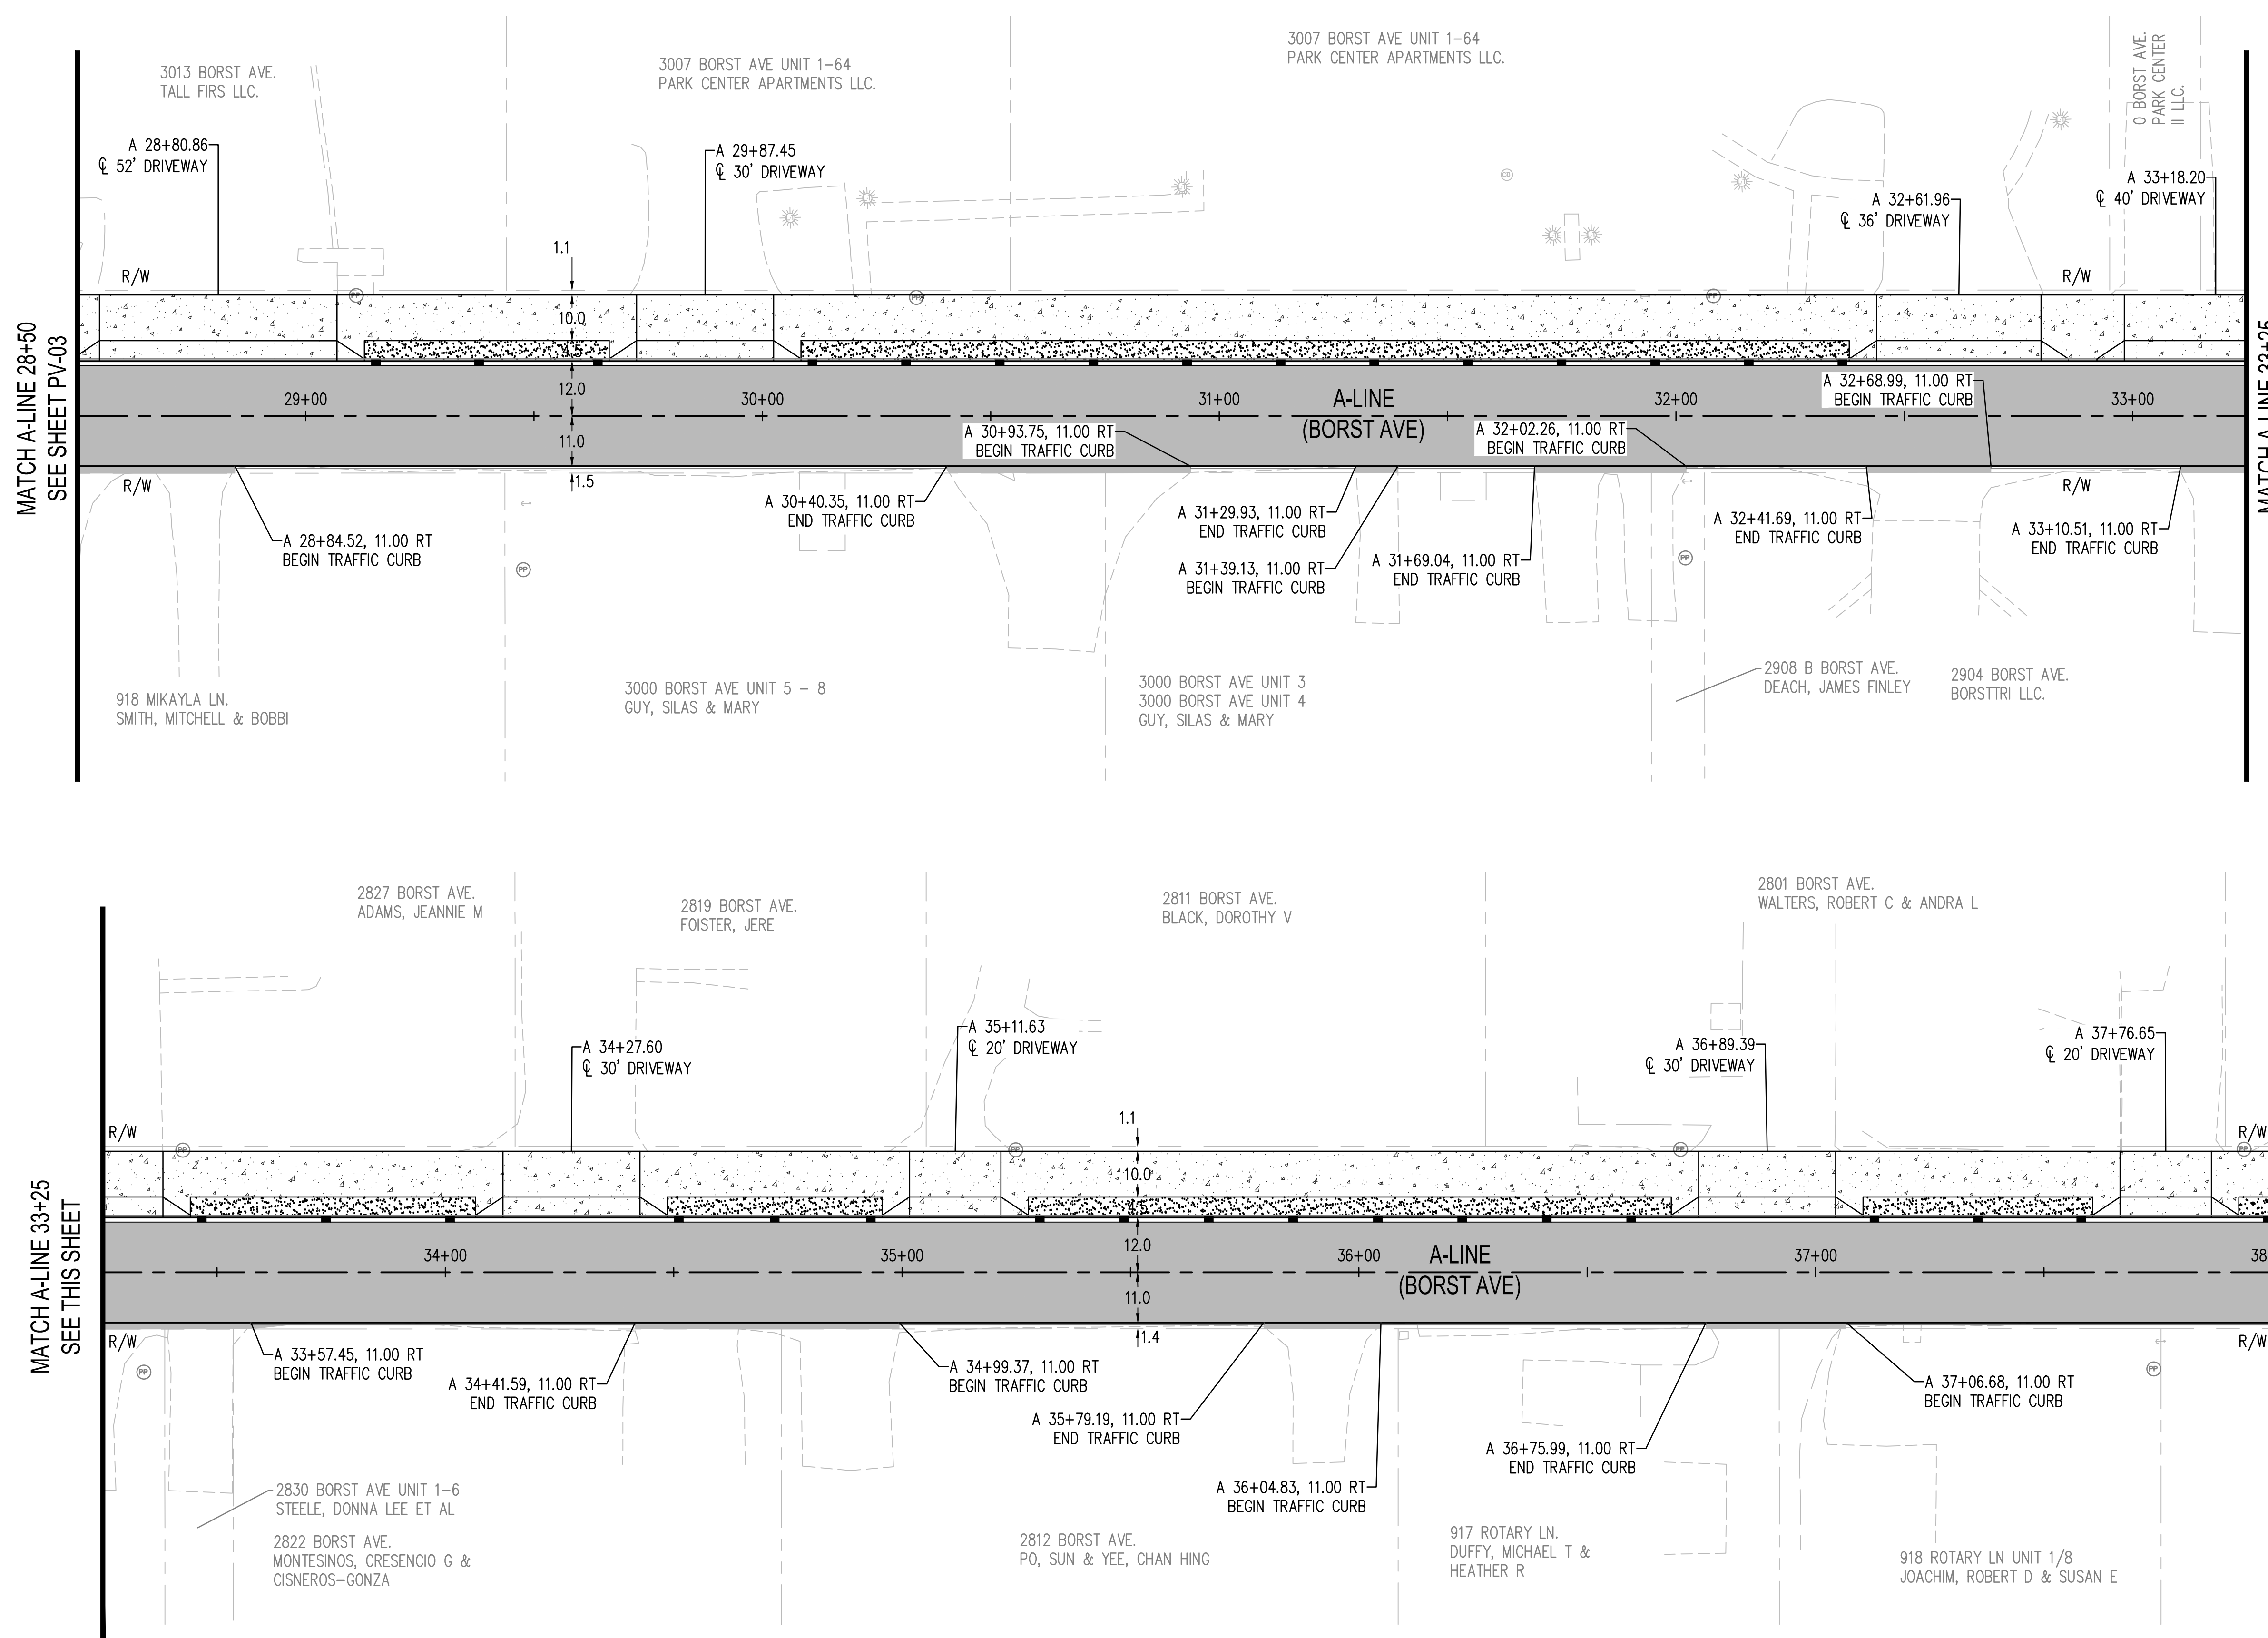 3013 BORST AVE.
TALL FIRS LLC.
3007 BORST AVE UNIT 1-64
PARK CENTER APARTMENTS LLC.
3007 BORST AVE UNIT 1-64
PARK CENTER APARTMENTS LLC.
0 BORST AVE.
PARK CENTER
II LLC.
A 28+80.86
℄ 52' DRIVEWAY
A 29+87.45
℄ 30' DRIVEWAY
A 32+61.96
℄ 36' DRIVEWAY
A 33+18.20
℄ 40' DRIVEWAY
CD
1.1
R/W
R/W
PP
PP
PP
10.0
4.5
12.0
11.0
1.5
MATCH A-LINE 28+50
SEE SHEET PV-03
MATCH A-LINE 33+25
29+00
30+00
31+00
32+00
33+00
A-LINE
(BORST AVE)
A 30+93.75, 11.00 RT
BEGIN TRAFFIC CURB
A 32+02.26, 11.00 RT
BEGIN TRAFFIC CURB
A 32+68.99, 11.00 RT
BEGIN TRAFFIC CURB
R/W
R/W
A 28+84.52, 11.00 RT
BEGIN TRAFFIC CURB
A 30+40.35, 11.00 RT
END TRAFFIC CURB
A 31+29.93, 11.00 RT
END TRAFFIC CURB
A 31+39.13, 11.00 RT
BEGIN TRAFFIC CURB
A 31+69.04, 11.00 RT
END TRAFFIC CURB
A 32+41.69, 11.00 RT
END TRAFFIC CURB
A 33+10.51, 11.00 RT
END TRAFFIC CURB
PP
PP
918 MIKAYLA LN.
SMITH, MITCHELL & BOBBI
3000 BORST AVE UNIT 5 - 8
GUY, SILAS & MARY
3000 BORST AVE UNIT 3
3000 BORST AVE UNIT 4
GUY, SILAS & MARY
2908 B BORST AVE.
DEACH, JAMES FINLEY
2904 BORST AVE.
BORSTTRI LLC.
2827 BORST AVE.
ADAMS, JEANNIE M
2819 BORST AVE.
FOISTER, JERE
2811 BORST AVE.
BLACK, DOROTHY V
2801 BORST AVE.
WALTERS, ROBERT C & ANDRA L
A 34+27.60
℄ 30' DRIVEWAY
A 35+11.63
℄ 20' DRIVEWAY
A 36+89.39
℄ 30' DRIVEWAY
A 37+76.65
℄ 20' DRIVEWAY
1.1
R/W
R/W
PP
PP
PP
PP
10.0
4.5
12.0
11.0
1.4
MATCH A-LINE 33+25
SEE THIS SHEET
34+00
35+00
36+00
37+00
38
A-LINE
(BORST AVE)
R/W
R/W
A 33+57.45, 11.00 RT
BEGIN TRAFFIC CURB
A 34+41.59, 11.00 RT
END TRAFFIC CURB
A 34+99.37, 11.00 RT
BEGIN TRAFFIC CURB
A 35+79.19, 11.00 RT
END TRAFFIC CURB
A 36+04.83, 11.00 RT
BEGIN TRAFFIC CURB
A 36+75.99, 11.00 RT
END TRAFFIC CURB
A 37+06.68, 11.00 RT
BEGIN TRAFFIC CURB
PP
PP
2830 BORST AVE UNIT 1-6
STEELE, DONNA LEE ET AL
2822 BORST AVE.
MONTESINOS, CRESENCIO G &
CISNEROS-GONZA
2812 BORST AVE.
PO, SUN & YEE, CHAN HING
917 ROTARY LN.
DUFFY, MICHAEL T &
HEATHER R
918 ROTARY LN UNIT 1/8
JOACHIM, ROBERT D & SUSAN E